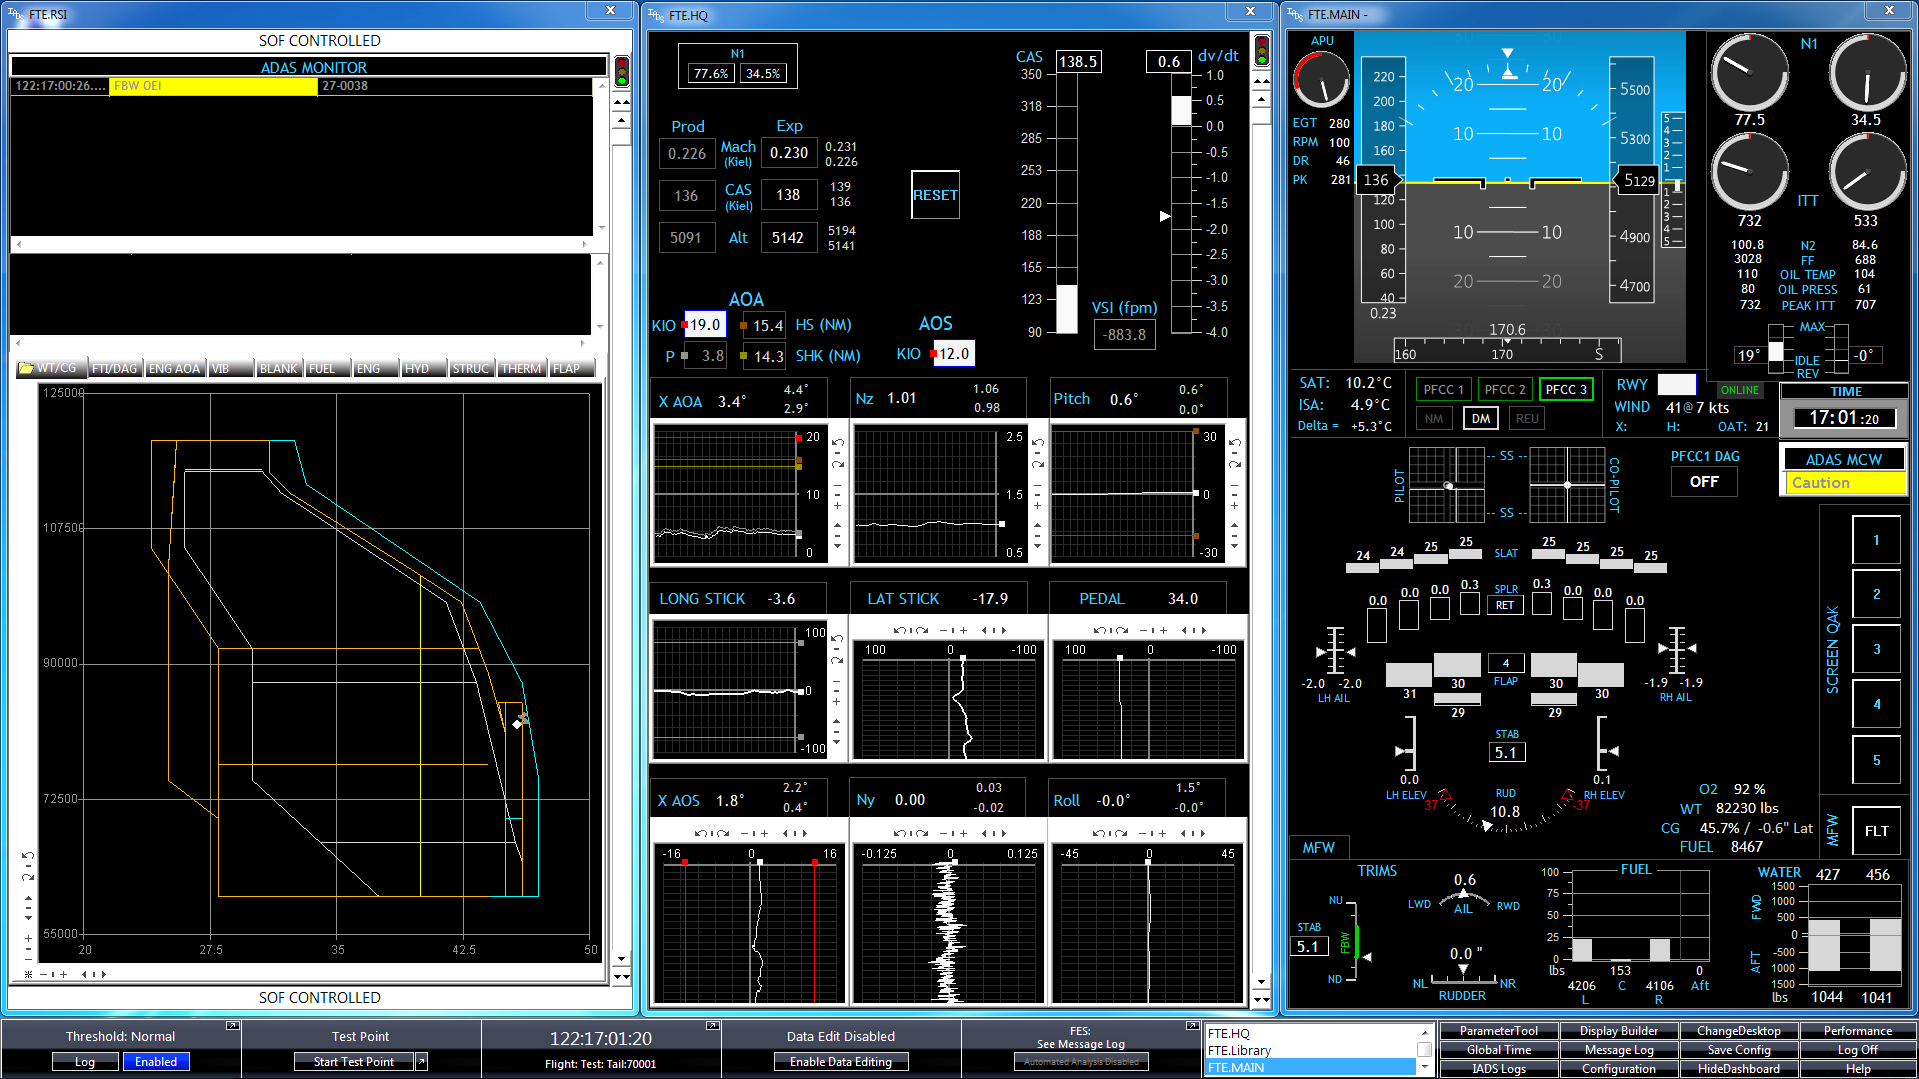 FTE.RSI
SOF CONTROLLED
ADAS MONITOR
122:17:00:26.... FBW OEI 27-0038
WT/CG FTI/DAG ENG AOA VIB BLANK FUEL ENG HYD STRUC THERM FLAP
125000
107500
90000
72500
55000
20 27.5 35 42.5 50
SOF CONTROLLED
FTE.HQ
N1
77.6% 34.5%
Prod Exp
0.226 Mach (Kiel) 0.230 0.231 0.226
136 CAS (Kiel) 138 139 136
5091 Alt 5142 5194 5141
RESET
CAS 138.5
350
318
285
253
220
188
155
123
90
0.6 dv/dt
1.0
0.5
0.0
-0.5
-1.0
-1.5
-2.0
-2.5
-3.0
-3.5
-4.0
VSI (fpm)
-883.8
AOA
KIO 19.0 15.4 HS (NM)
P 3.8 14.3 SHK (NM)
AOS
KIO 12.0
X AOA 3.4° 4.4° 2.9°
Nz 1.01 1.06 0.98
Pitch 0.6° 0.6° 0.0°
20 10 0
2.5 1.5 0.5
30 0 -30
LONG STICK -3.6
LAT STICK -17.9
PEDAL 34.0
100 0 -100
100 0 -100
100 0 -100
X AOS 1.8° 2.2° 0.4°
Ny 0.00 0.03 -0.02
Roll -0.0° 1.5° -0.0°
-16 0 16
-0.125 0 0.125
-45 0 45
FTE.MAIN -
APU
EGT 280
RPM 100
DR 46
PK 281
220
200
180
160
136
120
100
80
60
40
0.23
20 20
10 10
10 10
20 20
5500
5300
5129
4900
4700
5
4
3
2
1
1
2
3
4
5
170.6
160 170 S
N1
77.5 34.5
ITT
732 533
100.8 N2 84.6
3028 FF 688
110 OIL TEMP 104
80 OIL PRESS 61
732 PEAK ITT 707
MAX
19° IDLE -0°
REV
SAT: 10.2°C
ISA: 4.9°C
Delta = +5.3°C
PFCC 1 PFCC 2 PFCC 3
NM DM REU
RWY ONLINE
WIND 41@ 7 kts
X: H: OAT: 21
TIME
17:01:20
PILOT -- SS -- CO-PILOT
-- SS --
PFCC1 DAG
OFF
ADAS MCW
Caution
24 24 25 25 SLAT 25 25 25 25
0.0 0.0 0.0 0.3 SPLR 0.3 0.0 0.0 0.0
RET
4
FLAP
31 30 30 30
29 29
-2.0 -2.0
LH AIL
-1.9 -1.9
RH AIL
STAB
5.1
0.0
LH ELEV
0.1
RH ELEV
RUD
10.8
37 -37
SCREEN QAK
1
2
3
4
5
O2 92 %
WT 82230 lbs
CG 45.7% / -0.6" Lat
FUEL 8467
MFW
FLT
MFW
TRIMS
STAB
5.1
NU
FBW
ND
0.6
LWD AIL RWD
0.0 "
NL RUDDER NR
FUEL
100
75
50
25
0
lbs 153 0
4206 C 4106 Aft
L R
WATER 427 456
1500
1000
500
0
500
1000
1500
FWD
AFT
lbs 1044 1041
Threshold: Normal
Log Enabled
Test Point
Start Test Point
122:17:01:20
Flight: Test: Tail:70001
Data Edit Disabled
Enable Data Editing
FES:
See Message Log
Automated Analysis Disabled
FTE.HQ
FTE.Library
FTE.MAIN
ParameterTool Display Builder ChangeDesktop Performance
Global Time Message Log Save Config Log Off
IADS Logs Configuration HideDashboard Help